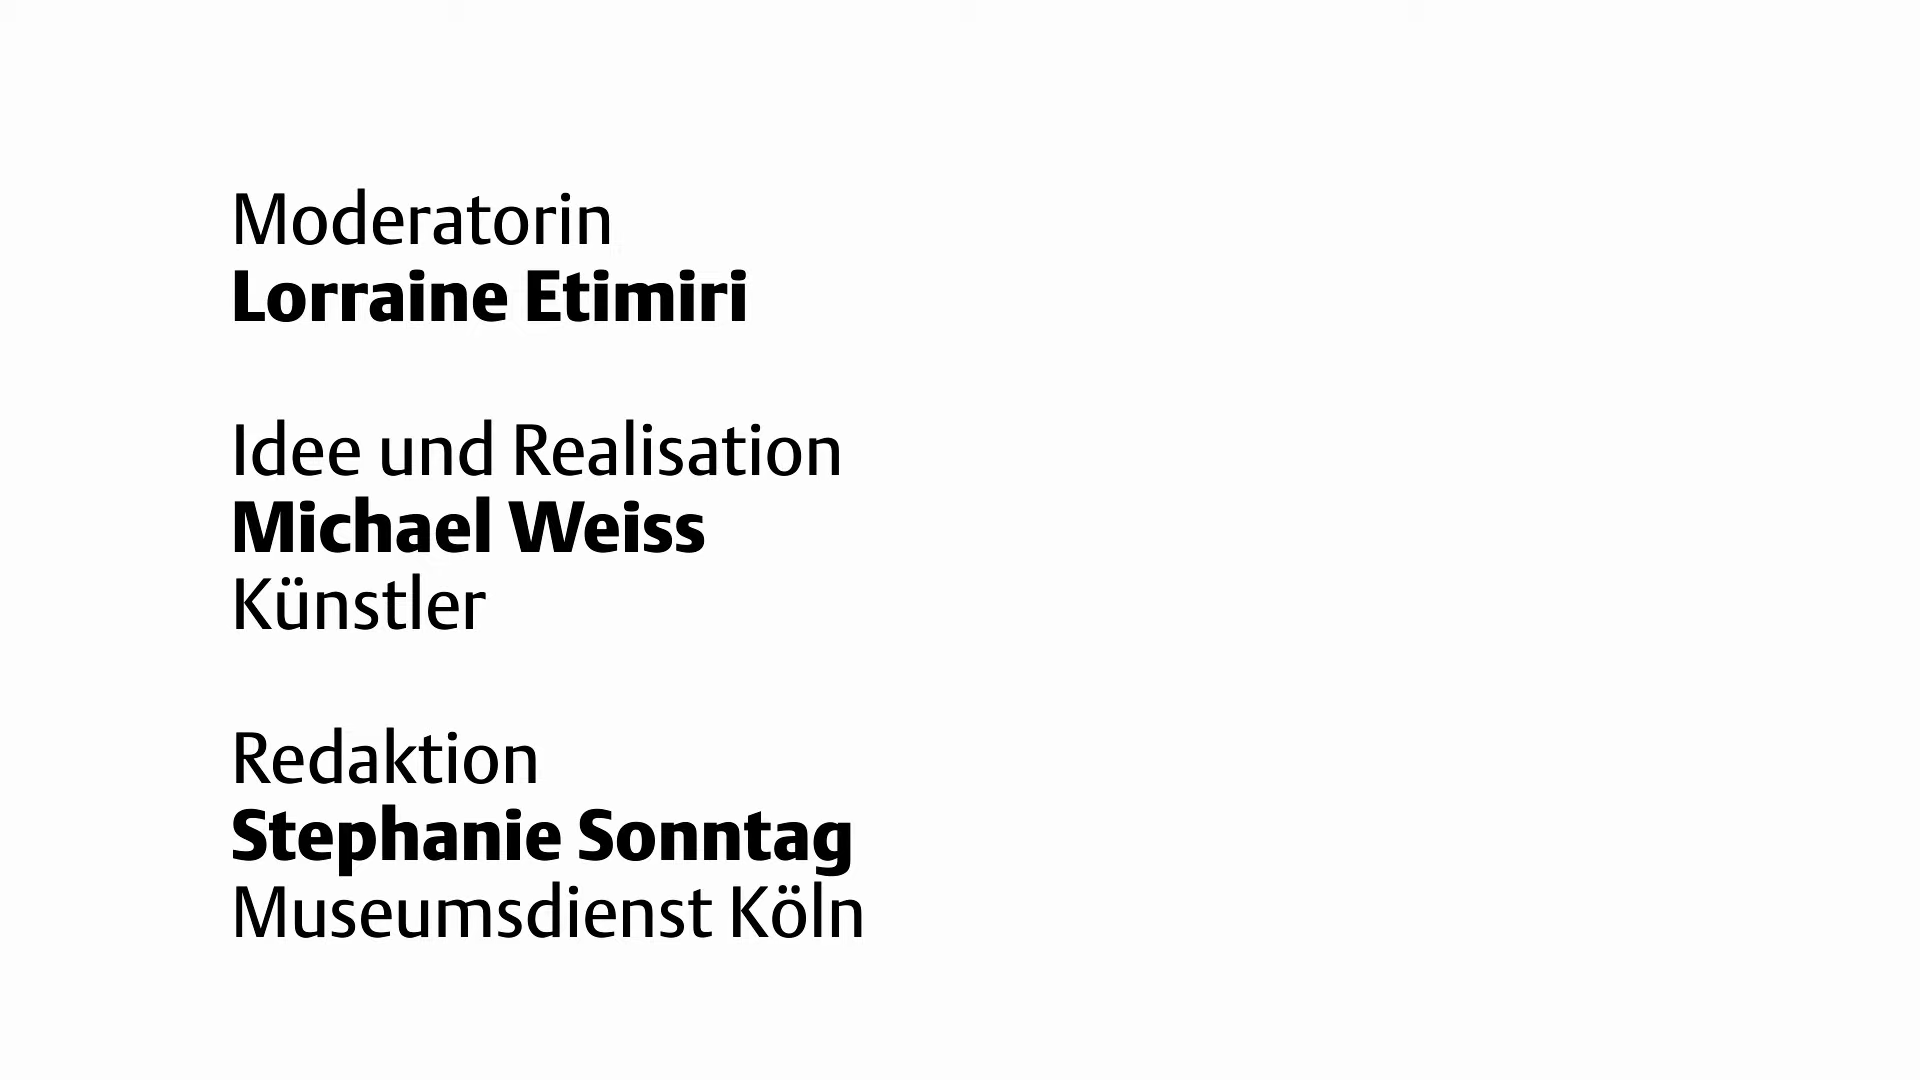 Moderatorin
Lorraine Etimiri
Idee und Realisation
Michael Weiss
Künstler
Redaktion
Stephanie Sonntag
Museumsdienst Köln